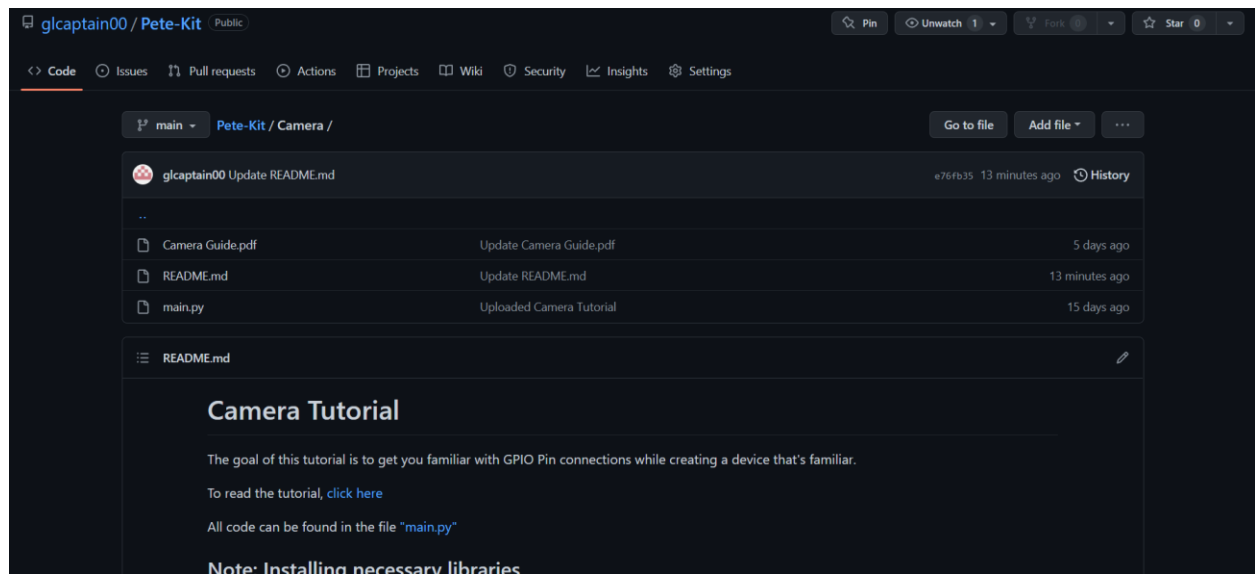 glcaptain00 / Pete-Kit Public Pin Unwatch 1 Fork 0 Star 0
Code Issues Pull requests Actions Projects Wiki Security Insights Settings
main Pete-Kit / Camera / Go to file Add file ...
glcaptain00 Update README.md e76fb35 13 minutes ago History
..
Camera Guide.pdf Update Camera Guide.pdf 5 days ago
README.md Update README.md 13 minutes ago
main.py Uploaded Camera Tutorial 15 days ago
README.md
Camera Tutorial
The goal of this tutorial is to get you familiar with GPIO Pin connections while creating a device that's familiar.
To read the tutorial, click here
All code can be found in the file "main.py"
Note: Installing necessary libraries